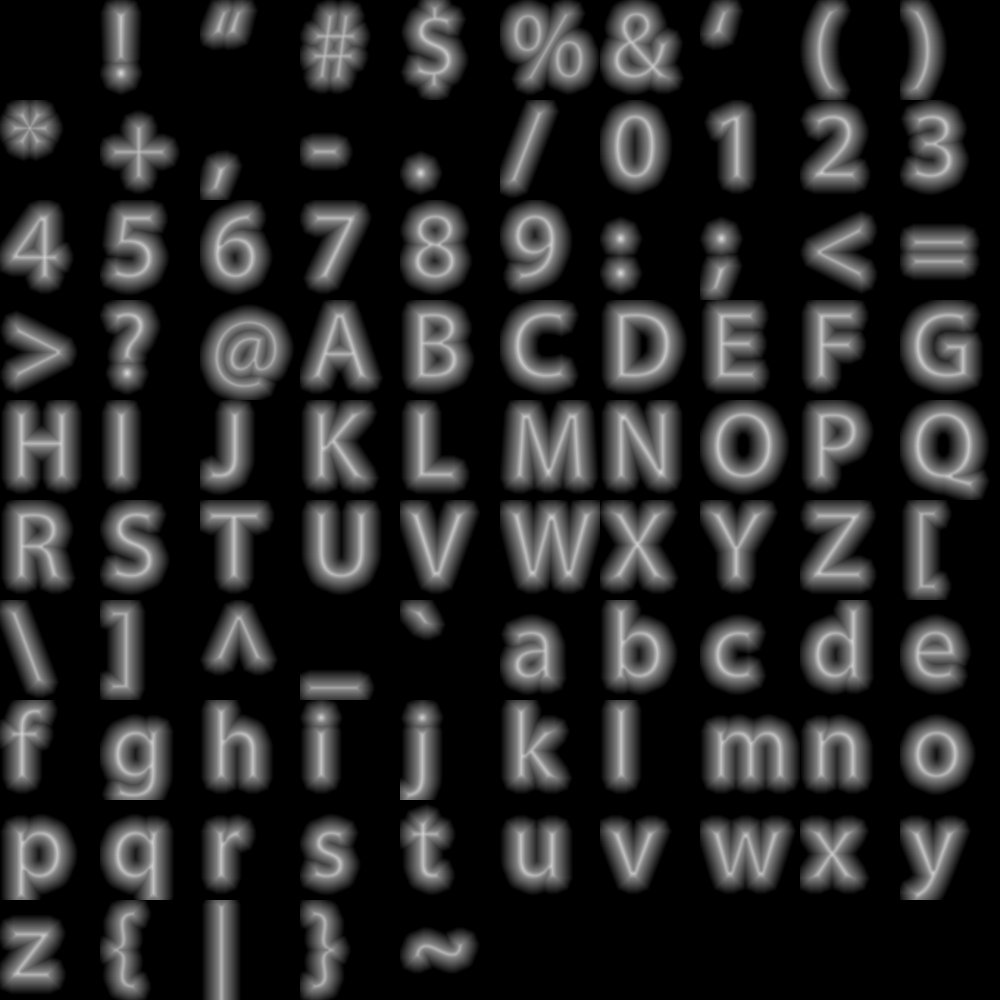 ! " # $ % & ' ( )
* + , - . / 0 1 2 3
4 5 6 7 8 9 : ; < =
> ? @ A B C D E F G
H I J K L M N O P Q
R S T U V W X Y Z [
\ ] ^ _ ` a b c d e
f g h i j k l m n o
p q r s t u v w x y
z { | } ~